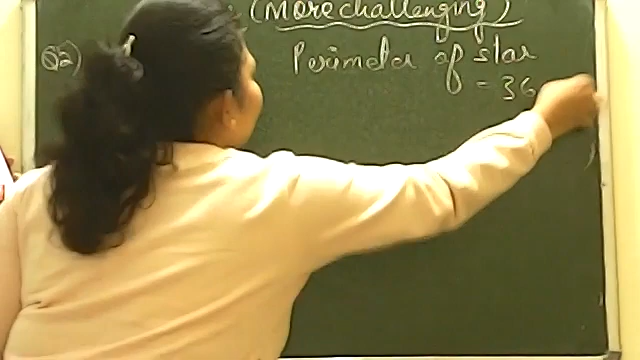 : (More challenging)
Q2)
Perimeter of star
= 36